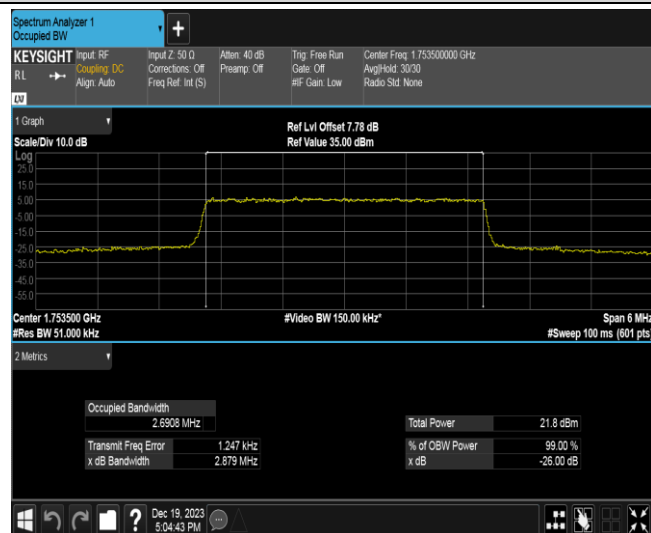 Spectrum Analyzer 1
Occupied BW
KEYSIGHT Input: RF Input Z: 50 Ω Atten: 40 dB Trig: Free Run Center Freq: 1.753500000 GHz
RL Coupling: DC Corrections: Off Preamp: Off Gate: Off Avg|Hold: 30/30
Align: Auto Freq Ref: Int (S) #IF Gain: Low Radio Std: None
LXI
1 Graph
Ref Lvl Offset 7.78 dB
Scale/Div 10.0 dB Ref Value 35.00 dBm
Log
25.0
15.0
5.00
-5.00
-15.0
-25.0
-35.0
-45.0
-55.0
Center 1.753500 GHz #Video BW 150.00 kHz* Span 6 MHz
#Res BW 51.000 kHz #Sweep 100 ms (601 pts)
2 Metrics
Occupied Bandwidth
2.6908 MHz Total Power 21.8 dBm
Transmit Freq Error 1.247 kHz % of OBW Power 99.00 %
x dB Bandwidth 2.879 MHz x dB -26.00 dB
Dec 19, 2023
5:04:43 PM